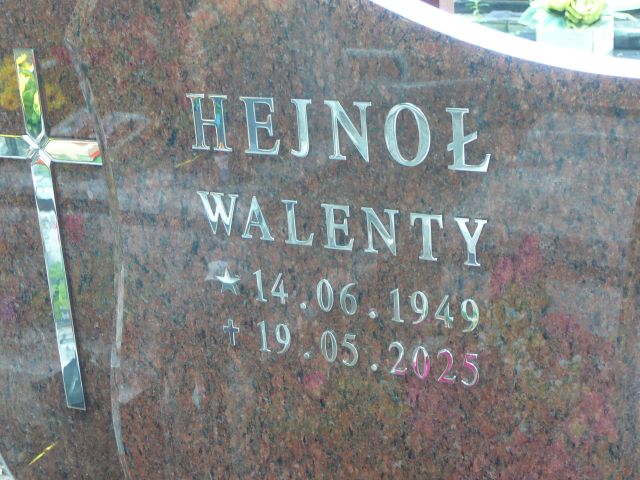 HEJNOŁ
WALENTY
★ 14.06.1949
✝ 19.05.2025